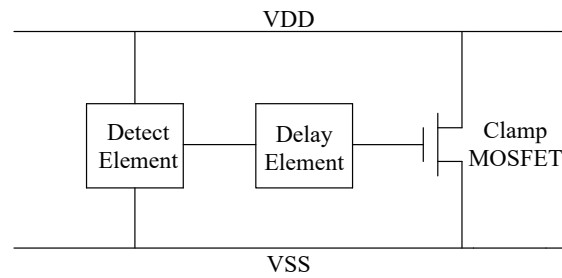 VDD
Detect
Element
Delay
Element
Clamp
MOSFET
VSS